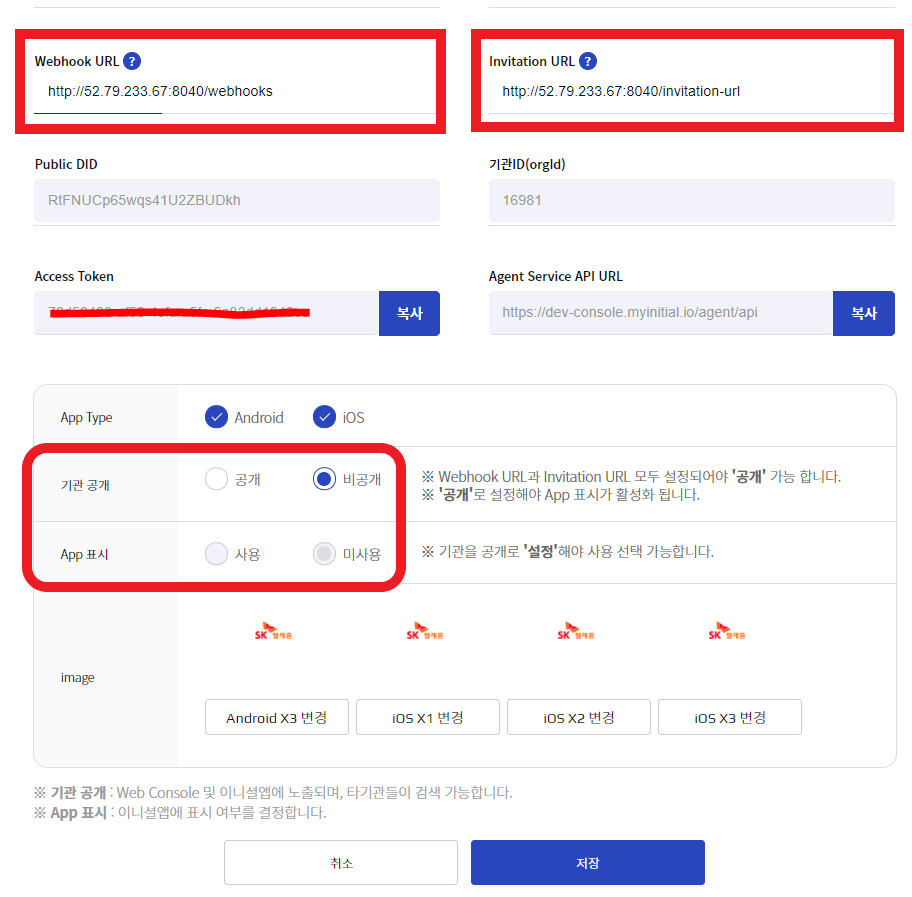 Webhook URL ?
Invitation URL ?
http://52.79.233.67:8040/webhooks
http://52.79.233.67:8040/invitation-url
Public DID
기관ID(orgId)
RtFNUCp65wqs41U2ZBUDkh
16981
Access Token
Agent Service API URL
복사
https://dev-console.myinitial.io/agent/api
복사
App Type
Android
iOS
기관 공개
공개
비공개
※ Webhook URL과 Invitation URL 모두 설정되어야 '공개' 가능 합니다.
※ '공개'로 설정해야 App 표시가 활성화 됩니다.
App 표시
사용
미사용
※ 기관을 공개로 '설정'해야 사용 선택 가능합니다.
SK 텔레콤
SK 텔레콤
SK 텔레콤
SK 텔레콤
image
Android X3 변경
iOS X1 변경
iOS X2 변경
iOS X3 변경
※ 기관 공개 : Web Console 및 이니셜앱에 노출되며, 타기관들이 검색 가능합니다.
※ App 표시 : 이니셜앱에 표시 여부를 결정합니다.
취소
저장